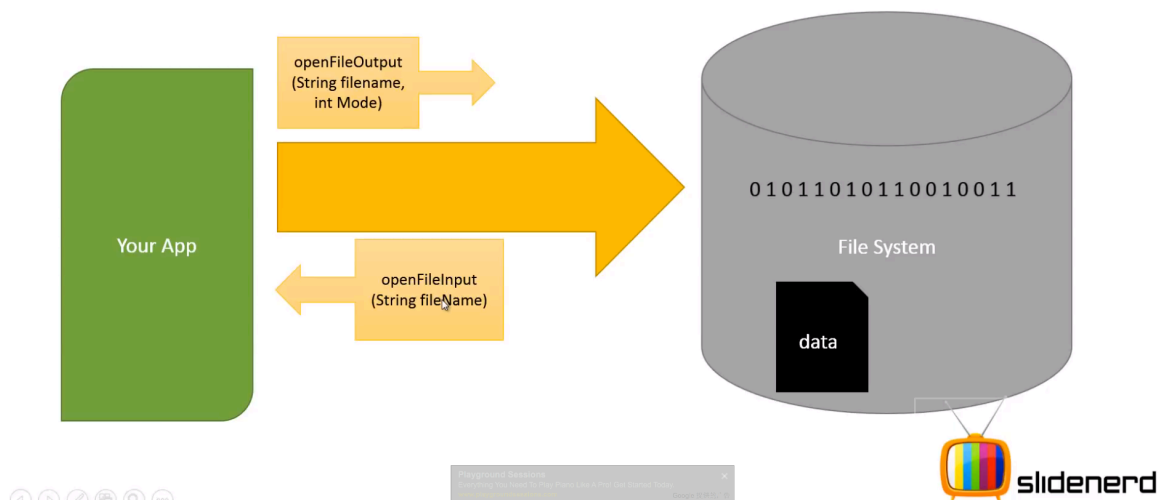 openFileOutput
(String filename,
int Mode)
0 1 0 1 1 0 1 0 1 1 0 0 1 0 0 1 1
Your App
File System
openFileInput
(String fileName)
data
Playground Sessions
slidenerd